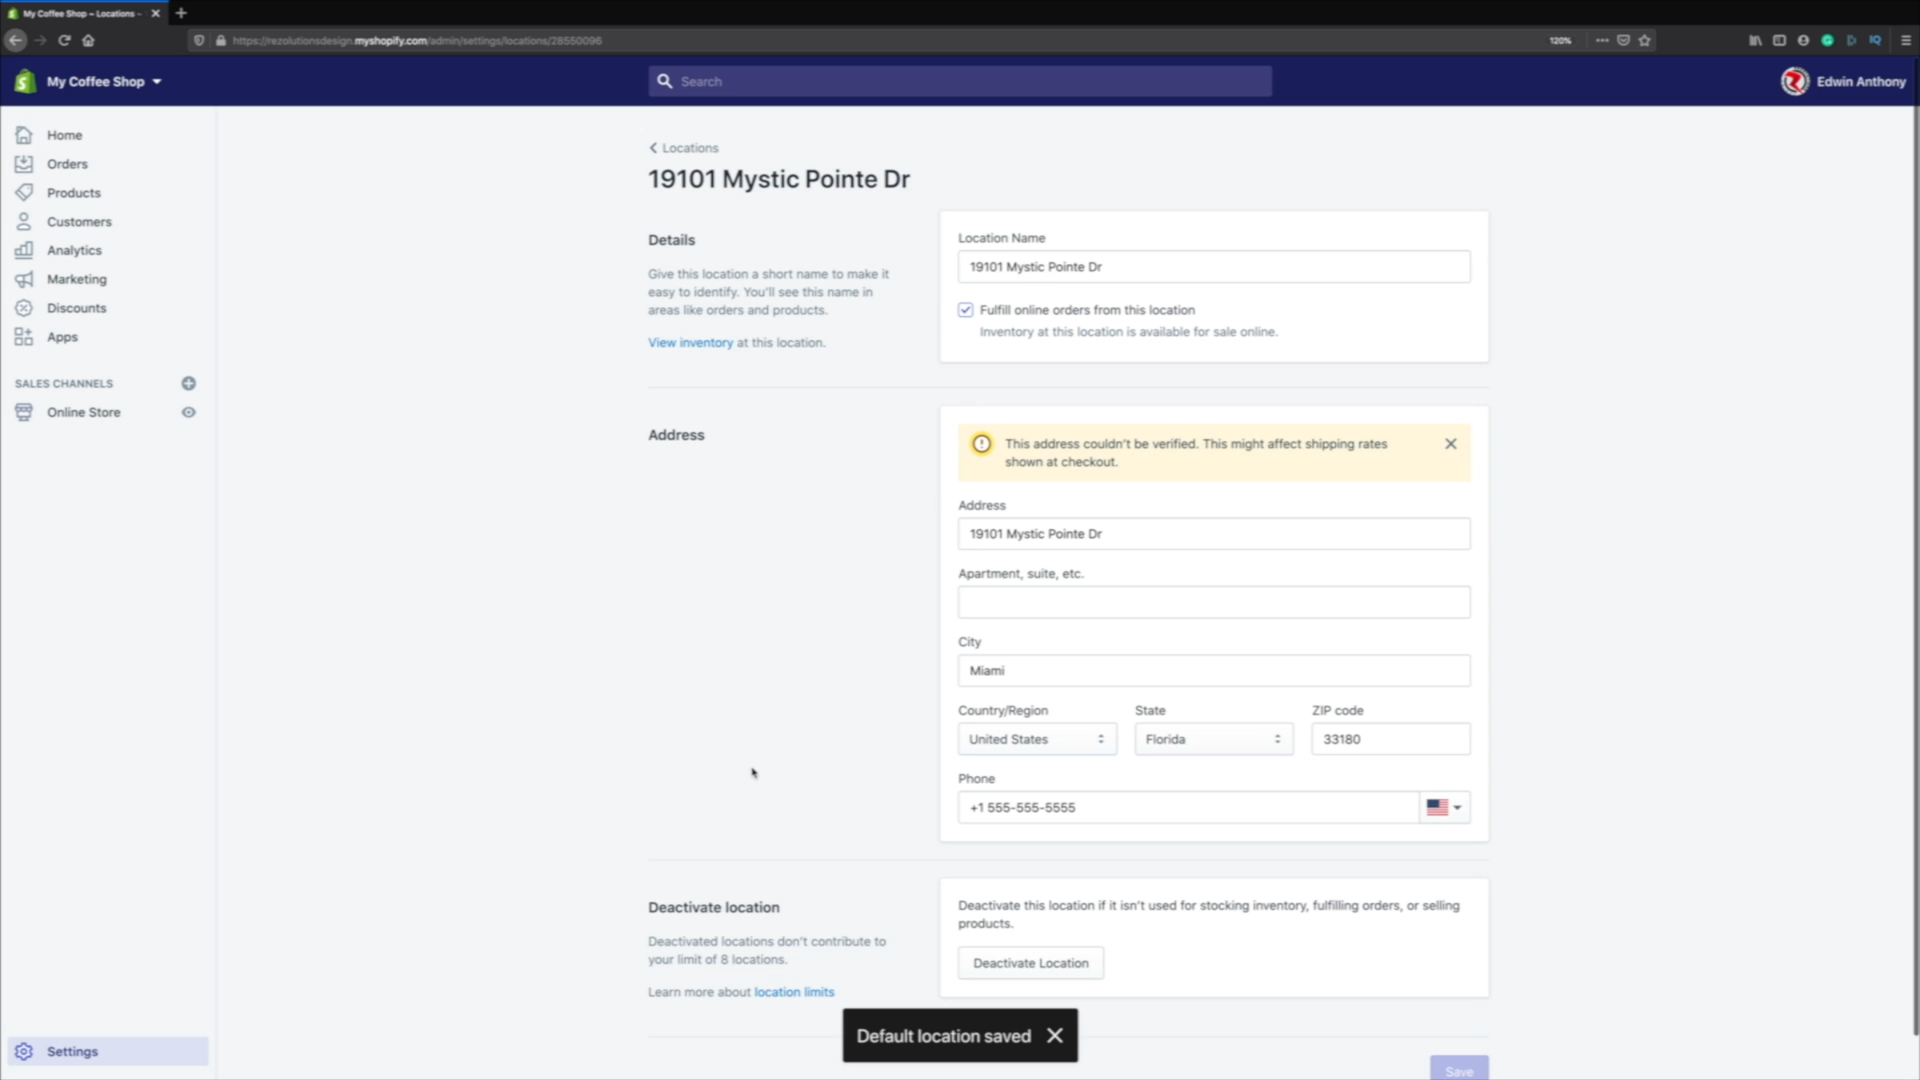 My Coffee Shop ~ Locations ~
https://rezolutionsdesign.myshopify.com/admin/settings/locations/28550096
120%
My Coffee Shop
Search
Edwin Anthony
Home
Orders
Products
Customers
Analytics
Marketing
Discounts
Apps
SALES CHANNELS
Online Store
Settings
Locations
19101 Mystic Pointe Dr
Details
Give this location a short name to make it
easy to identify. You'll see this name in
areas like orders and products.
View inventory at this location.
Location Name
19101 Mystic Pointe Dr
Fulfill online orders from this location
Inventory at this location is available for sale online.
Address
This address couldn't be verified. This might affect shipping rates
shown at checkout.
Address
19101 Mystic Pointe Dr
Apartment, suite, etc.
City
Miami
Country/Region State ZIP code
United States Florida 33180
Phone
+1 555-555-5555
Deactivate location
Deactivated locations don't contribute to
your limit of 8 locations.
Learn more about location limits
Deactivate this location if it isn't used for stocking inventory, fulfilling orders, or selling
products.
Deactivate Location
Default location saved
Save